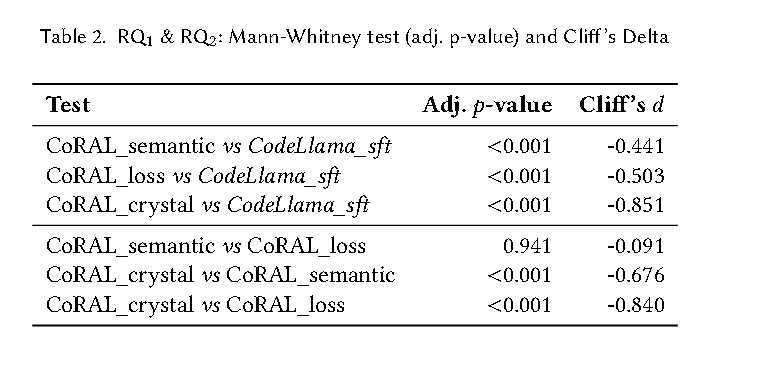 Table 2. RQ1 & RQ2: Mann-Whitney test (adj. p-value) and Cliff's Delta
Test Adj. p-value Cliff's d
CoRAL_semantic vs CodeLlama_sft <0.001 -0.441
CoRAL_loss vs CodeLlama_sft <0.001 -0.503
CoRAL_crystal vs CodeLlama_sft <0.001 -0.851
CoRAL_semantic vs CoRAL_loss 0.941 -0.091
CoRAL_crystal vs CoRAL_semantic <0.001 -0.676
CoRAL_crystal vs CoRAL_loss <0.001 -0.840